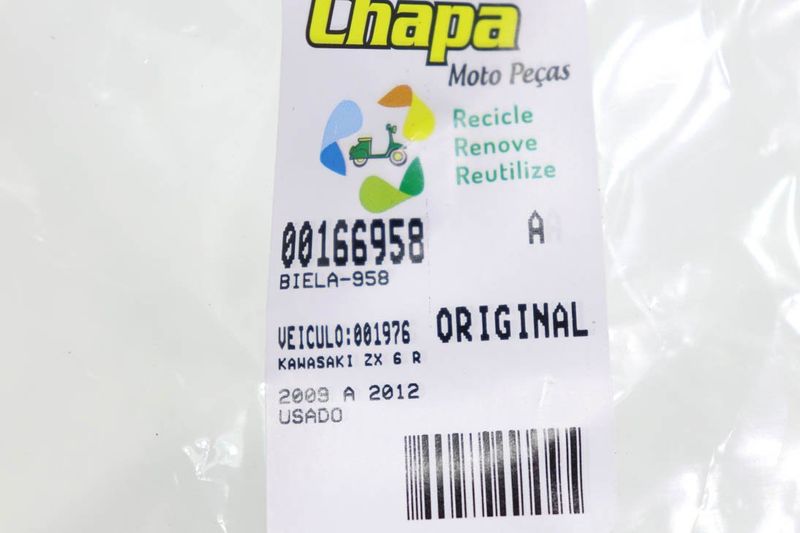 Chapa
Moto Peças
Recicle
Renove
Reutilize
00166958
A
BIELA-958
VEICULO:001976
ORIGINAL
KAWASAKI ZX 6 R
2009 A 2012
USADO